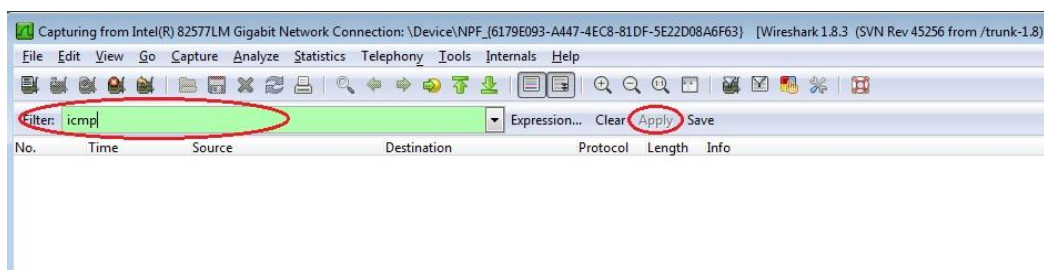 Capturing from Intel(R) 82577LM Gigabit Network Connection: \Device\NPF_{6179E093-A447-4EC8-81DF-5E22D08A6F63} [Wireshark 1.8.3 (SVN Rev 45256 from /trunk-1.8)
File Edit View Go Capture Analyze Statistics Telephony Tools Internals Help
Filter: icmp Expression... Clear Apply Save
No. Time Source Destination Protocol Length Info